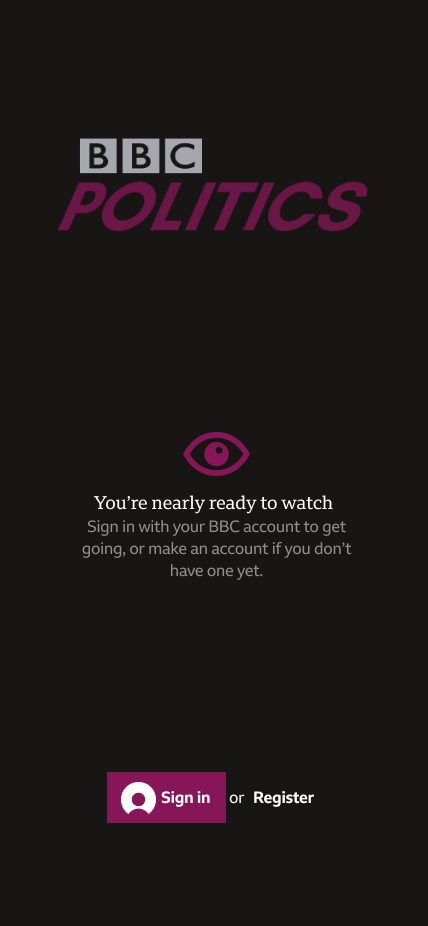 BBC
POLITICS
You’re nearly ready to watch
Sign in with your BBC account to get
going, or make an account if you don’t
have one yet.
Sign in or Register